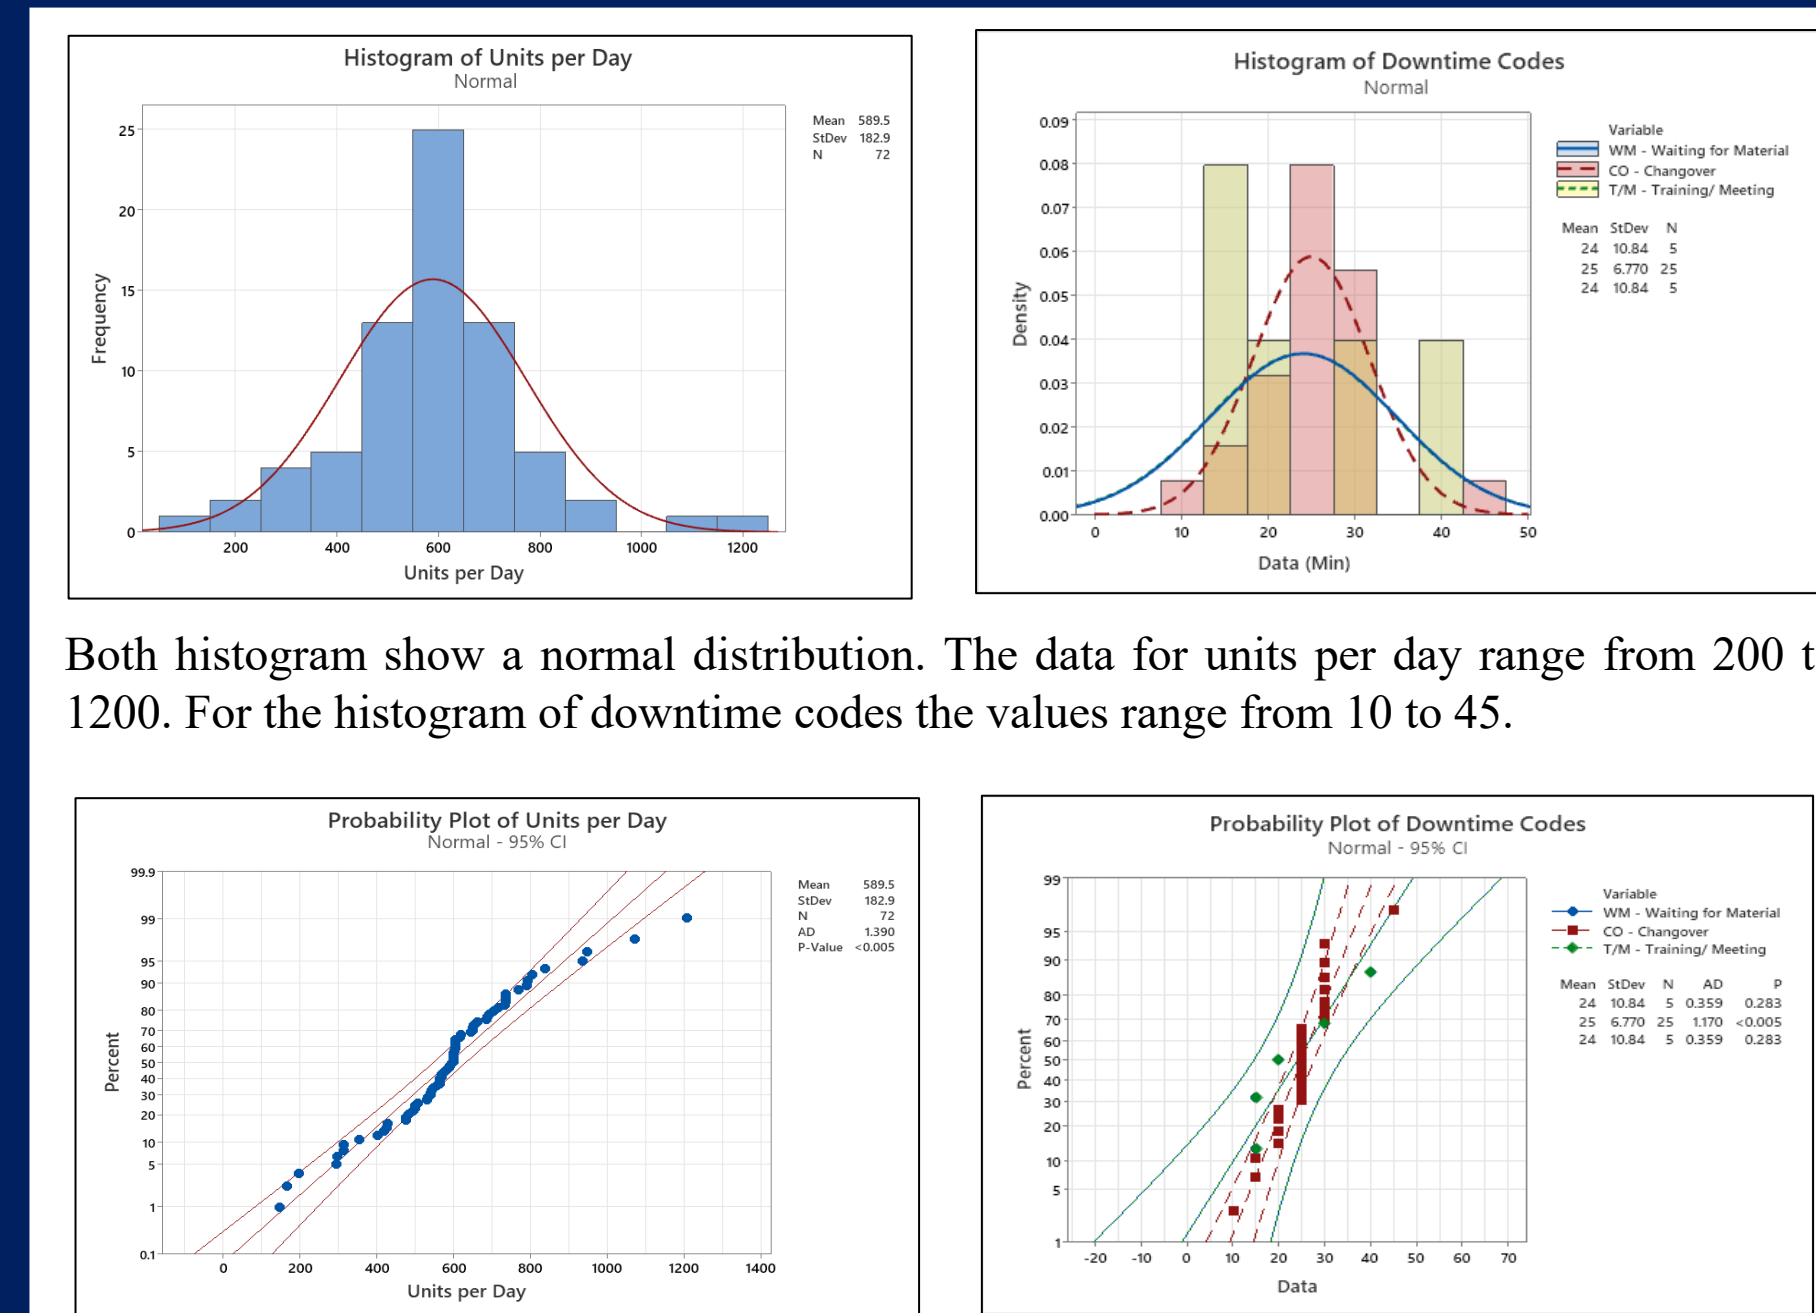 Histogram of Units per Day
Normal
Mean 589.5
StDev 182.9
N 72
25
20
15
10
5
0
Frequency
200 400 600 800 1000 1200
Units per Day
Histogram of Downtime Codes
Normal
0.09
0.08
0.07
0.06
0.05
0.04
0.03
0.02
0.01
0.00
Density
0 10 20 30 40 50
Data (Min)
Variable
WM - Waiting for Material
CO - Changover
T/M - Training/ Meeting
Mean StDev N
24 10.84 5
25 6.770 25
24 10.84 5
Both histogram show a normal distribution. The data for units per day range from 200 t
1200. For the histogram of downtime codes the values range from 10 to 45.
Probability Plot of Units per Day
Normal - 95% CI
Mean 589.5
StDev 182.9
N 72
AD 1.390
P-Value <0.005
99.9
99
95
90
80
70
60
50
40
30
20
10
5
1
0.1
Percent
0 200 400 600 800 1000 1200 1400
Units per Day
Probability Plot of Downtime Codes
Normal - 95% CI
99
95
90
80
70
60
50
40
30
20
10
5
1
Percent
-20 -10 0 10 20 30 40 50 60 70
Data
Variable
WM - Waiting for Material
CO - Changover
T/M - Training/ Meeting
Mean StDev N AD P
24 10.84 5 0.359 0.283
25 6.770 25 1.170 <0.005
24 10.84 5 0.359 0.283